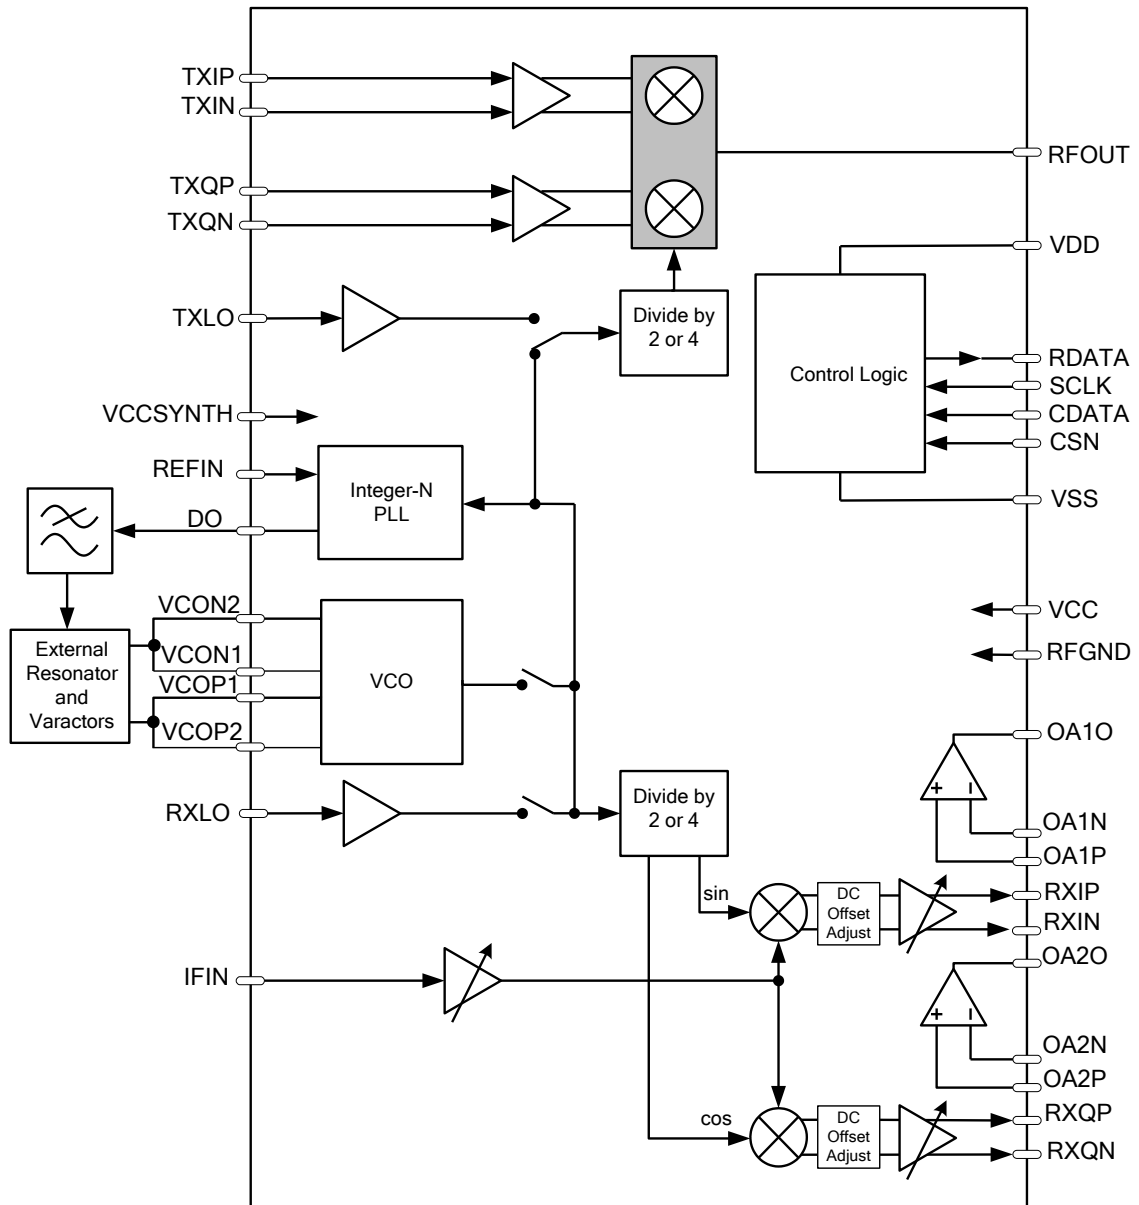 TXIP
TXIN
TXQP
TXQN
TXLO
VCCSYNTH
REFIN
DO
VCON2
VCON1
VCOP1
VCOP2
RXLO
IFIN
External
Resonator
and
Varactors
Integer-N
PLL
VCO
Divide by
2 or 4
Divide by
2 or 4
sin
cos
Control Logic
DC
Offset
Adjust
DC
Offset
Adjust
RFOUT
VDD
RDATA
SCLK
CDATA
CSN
VSS
VCC
RFGND
OA1O
+ –
OA1N
OA1P
RXIP
RXIN
OA2O
+ –
OA2N
OA2P
RXQP
RXQN